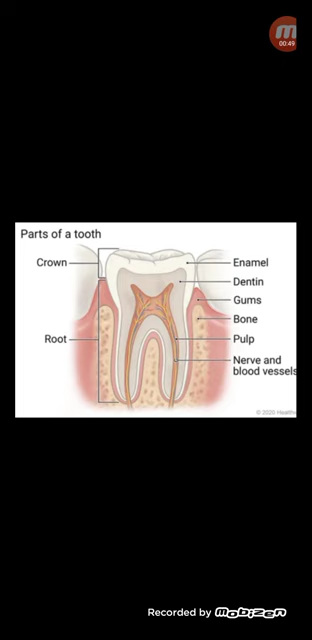 00:49
Parts of a tooth
Crown
Enamel
Dentin
Gums
Bone
Root
Pulp
Nerve and
blood vessels
© 2020
Recorded by mobizen